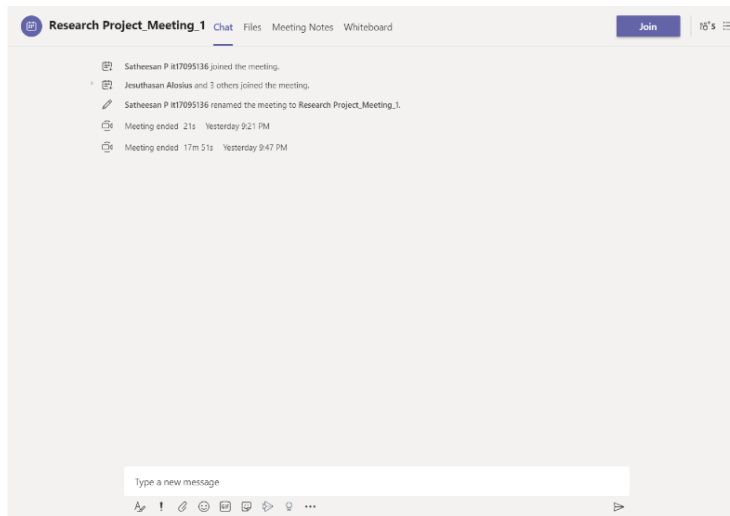 Research Project_Meeting_1 Chat Files Meeting Notes Whiteboard Join
Satheesan P it17095136 joined the meeting.
Jesuthasan Alosius and 3 others joined the meeting.
Satheesan P it17095136 renamed the meeting to Research Project_Meeting_1.
Meeting ended 21s Yesterday 9:21 PM
Meeting ended 17m 51s Yesterday 9:47 PM
Type a new message
GIF